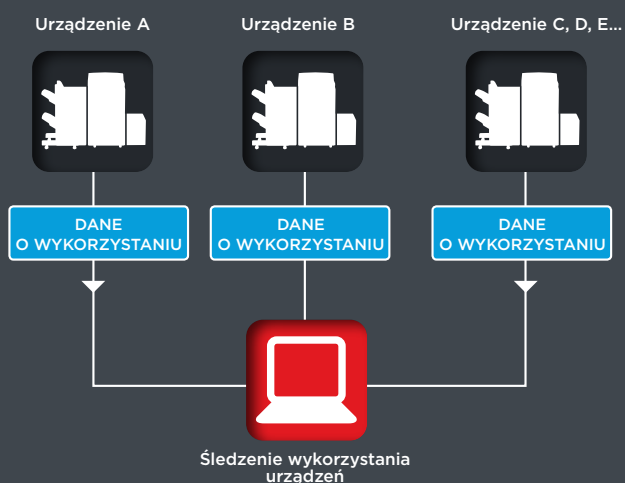 Urządzenie A
Urządzenie B
Urządzenie C, D, E...
DANE
O WYKORZYSTANIU
DANE
O WYKORZYSTANIU
DANE
O WYKORZYSTANIU
Śledzenie wykorzystania
urządzeń